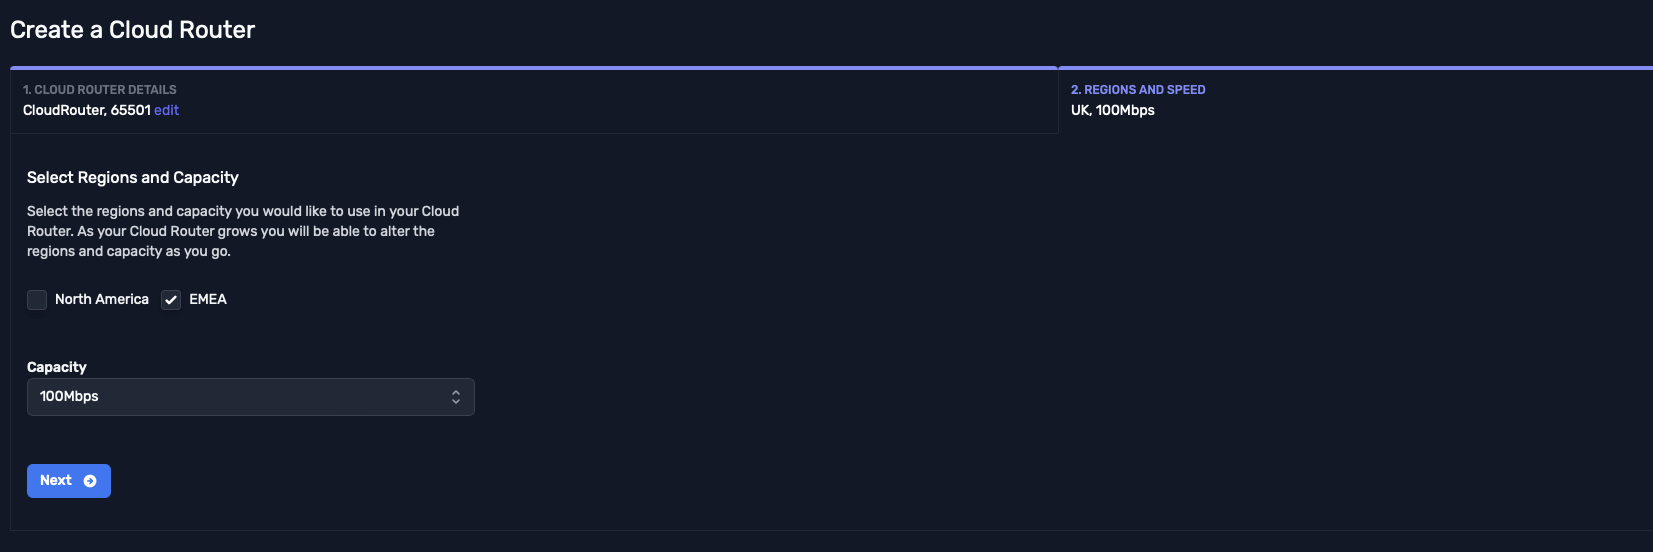 Create a Cloud Router
1. CLOUD ROUTER DETAILS
CloudRouter, 65501 edit
2. REGIONS AND SPEED
UK, 100Mbps
Select Regions and Capacity
Select the regions and capacity you would like to use in your Cloud
Router. As your Cloud Router grows you will be able to alter the
regions and capacity as you go.
North America EMEA
Capacity
100Mbps
Next